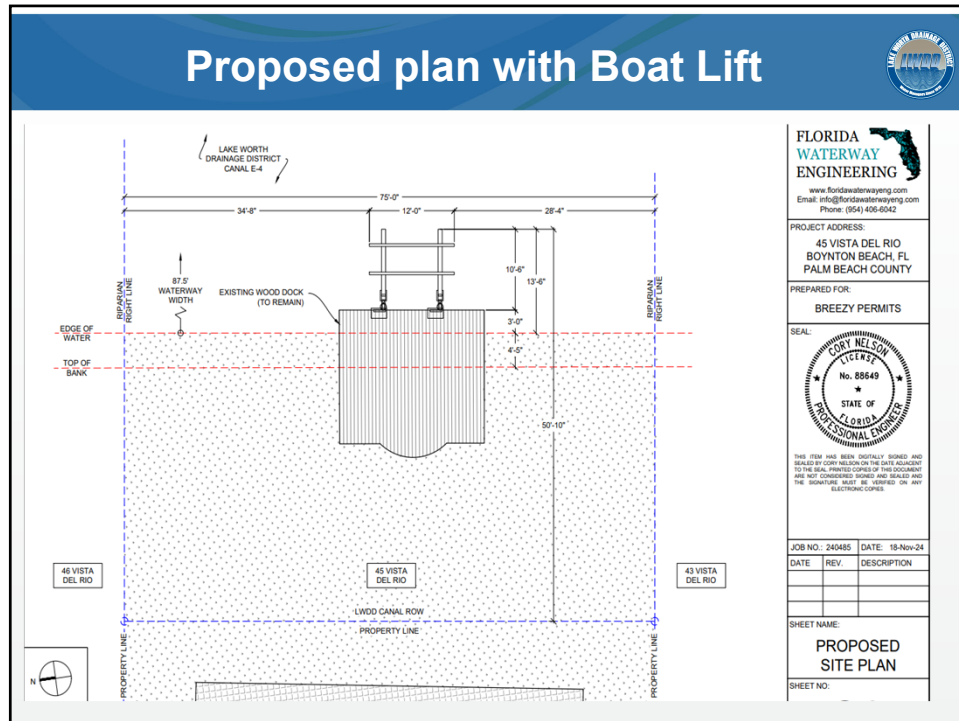 Proposed plan with Boat Lift
LAKE WORTH DRAINAGE DISTRICT
LWDD
LAKE WORTH
DRAINAGE DISTRICT
CANAL E-4
75'-0"
34'-8"
12'-0"
28'-4"
RIPARIAN
RIGHT LINE
87.5'
WATERWAY
WIDTH
EXISTING WOOD DOCK
(TO REMAIN)
10'-6"
13'-6"
3'-0"
4'-5"
50'-10"
RIPARIAN
RIGHT LINE
EDGE OF
WATER
TOP OF
BANK
46 VISTA
DEL RIO
45 VISTA
DEL RIO
43 VISTA
DEL RIO
LWDD CANAL ROW
PROPERTY LINE
PROPERTY LINE
PROPERTY LINE
N
FLORIDA
WATERWAY
ENGINEERING
www.floridawaterwayeng.com
Email: info@floridawaterwayeng.com
Phone: (954) 406-6042
PROJECT ADDRESS:
45 VISTA DEL RIO
BOYNTON BEACH, FL
PALM BEACH COUNTY
PREPARED FOR:
BREEZY PERMITS
SEAL:
CORY NELSON
LICENSE
No. 88649
STATE OF
FLORIDA
PROFESSIONAL ENGINEER
THIS ITEM HAS BEEN DIGITALLY SIGNED AND
SEALED BY CORY NELSON ON THE DATE ADJACENT
TO THE SEAL. PRINTED COPIES OF THIS DOCUMENT
ARE NOT CONSIDERED SIGNED AND SEALED AND
THE SIGNATURE MUST BE VERIFIED ON ANY
ELECTRONIC COPIES.
JOB NO.: 240485 DATE: 18-Nov-24
DATE REV. DESCRIPTION
SHEET NAME:
PROPOSED
SITE PLAN
SHEET NO: